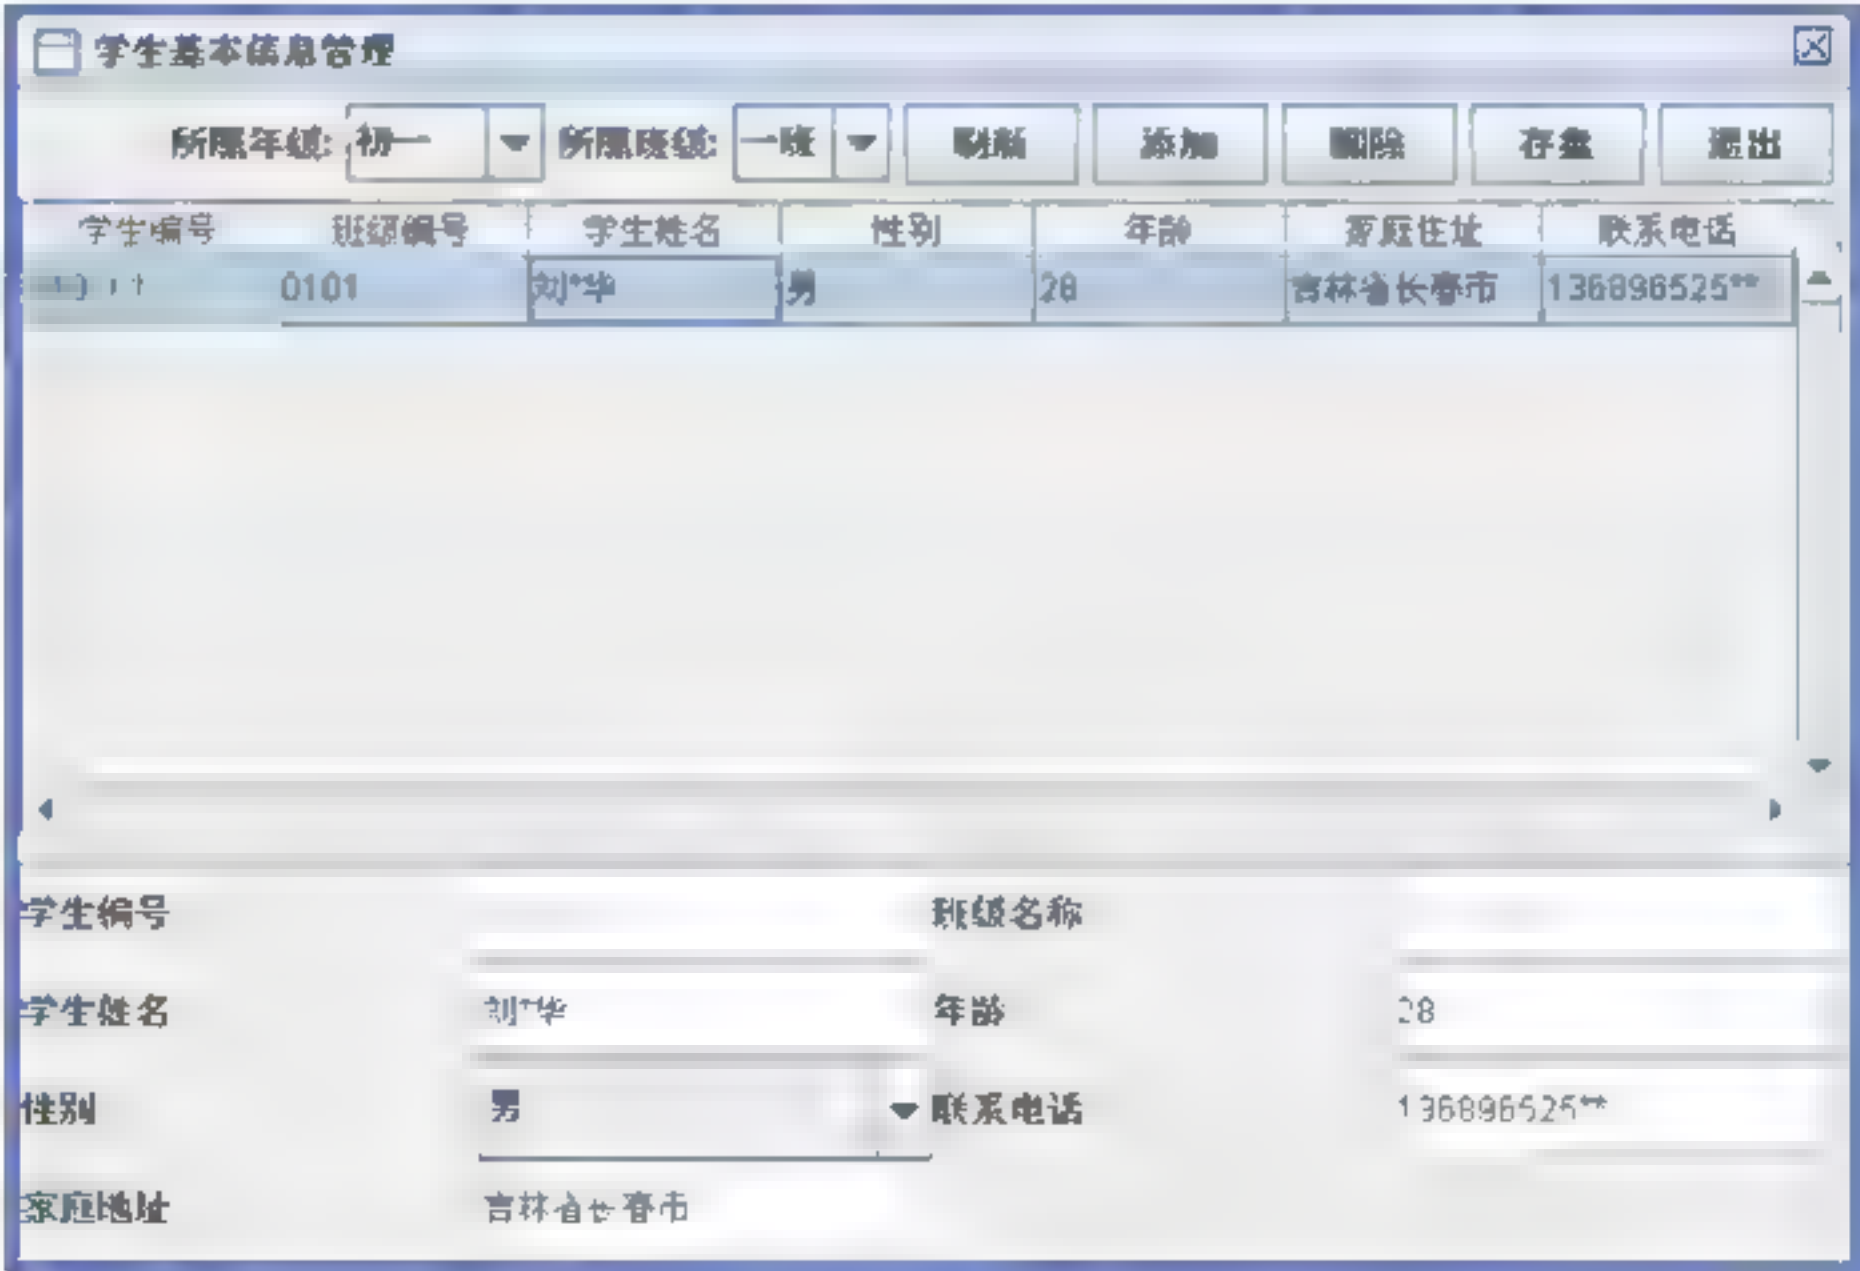 学生基本信息管理
所属年级: 初一 所属班级: 一班 刷新 添加 删除 存盘 退出
学生编号 班级编号 学生姓名 性别 年龄 家庭住址 联系电话
0101 刘**华 男 28 吉林省长春市 136896525**
学生编号 班级名称
学生姓名 刘**华 年龄 28
性别 男 联系电话 136896525**
家庭地址 吉林省长春市